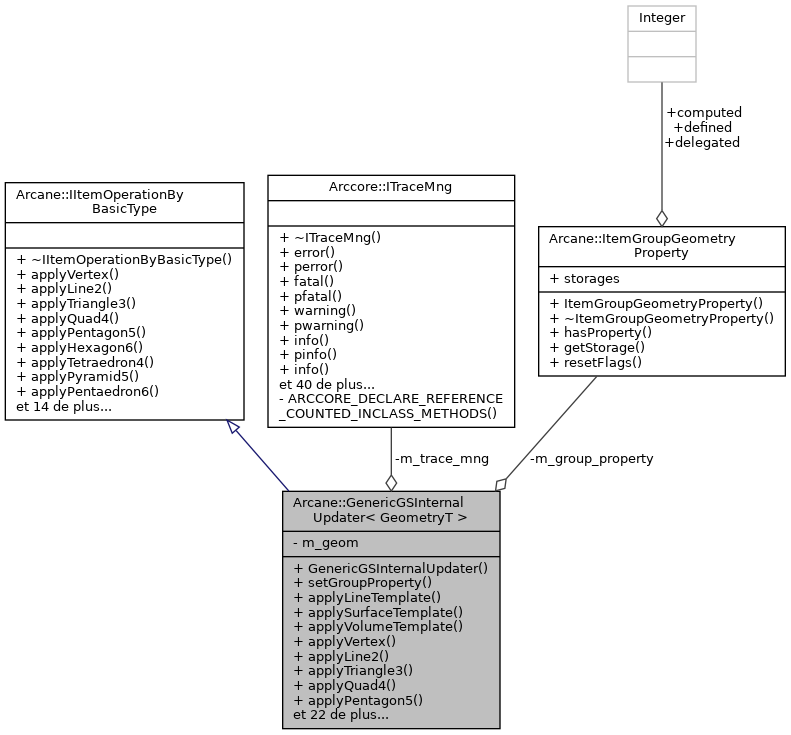 Integer
+computed
+defined
+delegated
Arcane::IItemOperationBy
BasicType
+ ~IItemOperationByBasicType()
+ applyVertex()
+ applyLine2()
+ applyTriangle3()
+ applyQuad4()
+ applyPentagon5()
+ applyHexagon6()
+ applyTetraedron4()
+ applyPyramid5()
+ applyPentaedron6()
et 14 de plus...
Arccore::ITraceMng
+ ~ITraceMng()
+ error()
+ perror()
+ fatal()
+ pfatal()
+ warning()
+ pwarning()
+ info()
+ pinfo()
+ info()
et 40 de plus...
- ARCCORE_DECLARE_REFERENCE
_COUNTED_INCLASS_METHODS()
Arcane::ItemGroupGeometry
Property
+ storages
+ ItemGroupGeometryProperty()
+ ~ItemGroupGeometryProperty()
+ hasProperty()
+ getStorage()
+ resetFlags()
-m_trace_mng
-m_group_property
Arcane::GenericGSInternal
Updater< GeometryT >
- m_geom
+ GenericGSInternalUpdater()
+ setGroupProperty()
+ applyLineTemplate()
+ applySurfaceTemplate()
+ applyVolumeTemplate()
+ applyVertex()
+ applyLine2()
+ applyTriangle3()
+ applyQuad4()
+ applyPentagon5()
et 22 de plus...